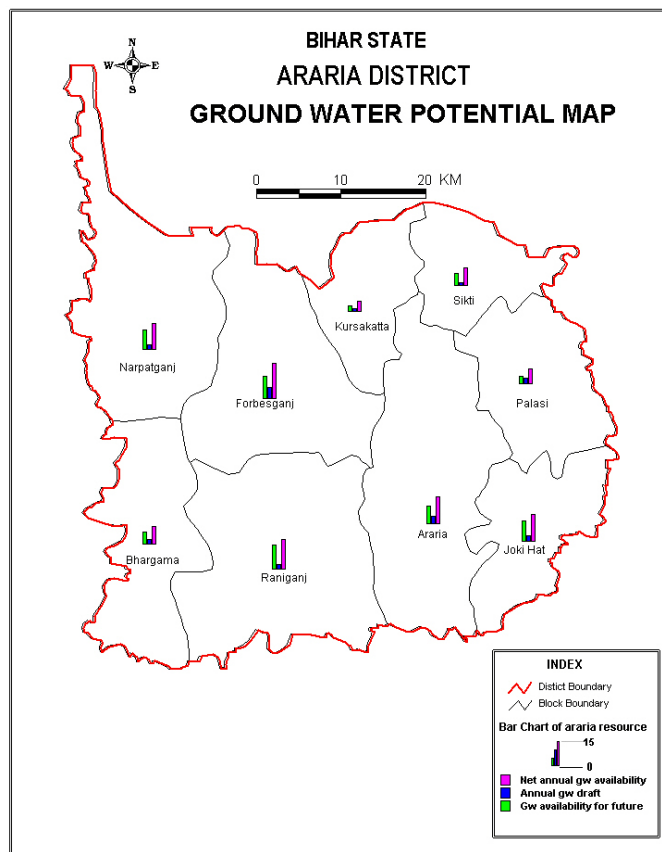 BIHAR STATE
ARARIA DISTRICT
GROUND WATER POTENTIAL MAP
N
W E
S
0 10 20 KM
Sikti
Kursakatta
Narpatganj
Forbesganj
Palasi
Araria
Joki Hat
Bhargama
Raniganj
INDEX
Distict Boundary
Block Boundary
Bar Chart of araria resource
15
0
Net annual gw availability
Annual gw draft
Gw availability for future